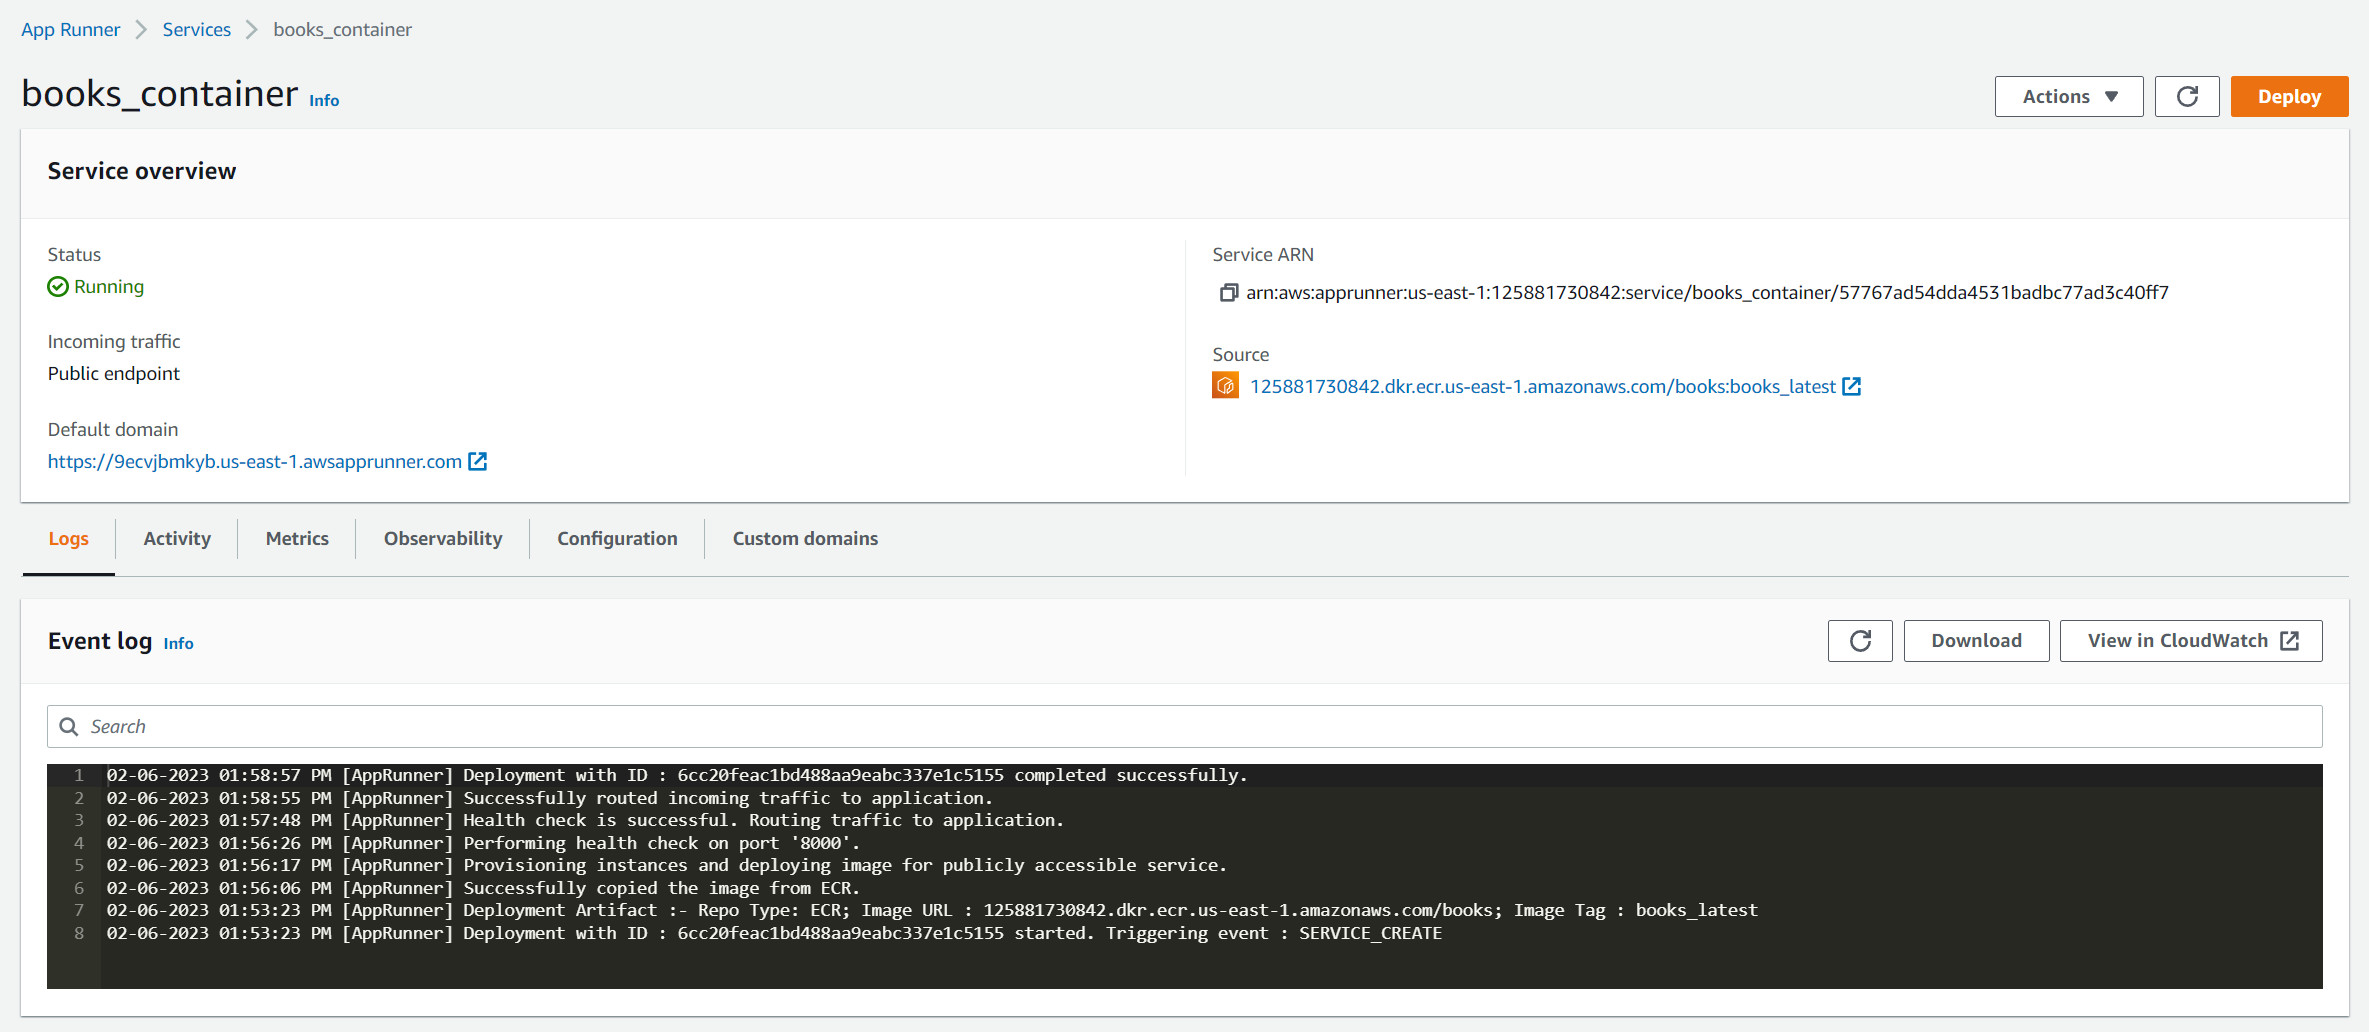 App Runner
Services
books_container
books_container Info
Actions
Deploy
Service overview
Status
Running
Incoming traffic
Public endpoint
Default domain
https://9ecvjbmkyb.us-east-1.awsapprunner.com
Service ARN
arn:aws:apprunner:us-east-1:125881730842:service/books_container/57767ad54dda4531badbc77ad3c40ff7
Source
125881730842.dkr.ecr.us-east-1.amazonaws.com/books:books_latest
Logs
Activity
Metrics
Observability
Configuration
Custom domains
Event log Info
Download
View in CloudWatch
Search
1 02-06-2023 01:58:57 PM [AppRunner] Deployment with ID : 6cc20feac1bd488aa9eabc337e1c5155 completed successfully.
2 02-06-2023 01:58:55 PM [AppRunner] Successfully routed incoming traffic to application.
3 02-06-2023 01:57:48 PM [AppRunner] Health check is successful. Routing traffic to application.
4 02-06-2023 01:56:26 PM [AppRunner] Performing health check on port '8000'.
5 02-06-2023 01:56:17 PM [AppRunner] Provisioning instances and deploying image for publicly accessible service.
6 02-06-2023 01:56:06 PM [AppRunner] Successfully copied the image from ECR.
7 02-06-2023 01:53:23 PM [AppRunner] Deployment Artifact :- Repo Type: ECR; Image URL : 125881730842.dkr.ecr.us-east-1.amazonaws.com/books; Image Tag : books_latest
8 02-06-2023 01:53:23 PM [AppRunner] Deployment with ID : 6cc20feac1bd488aa9eabc337e1c5155 started. Triggering event : SERVICE_CREATE